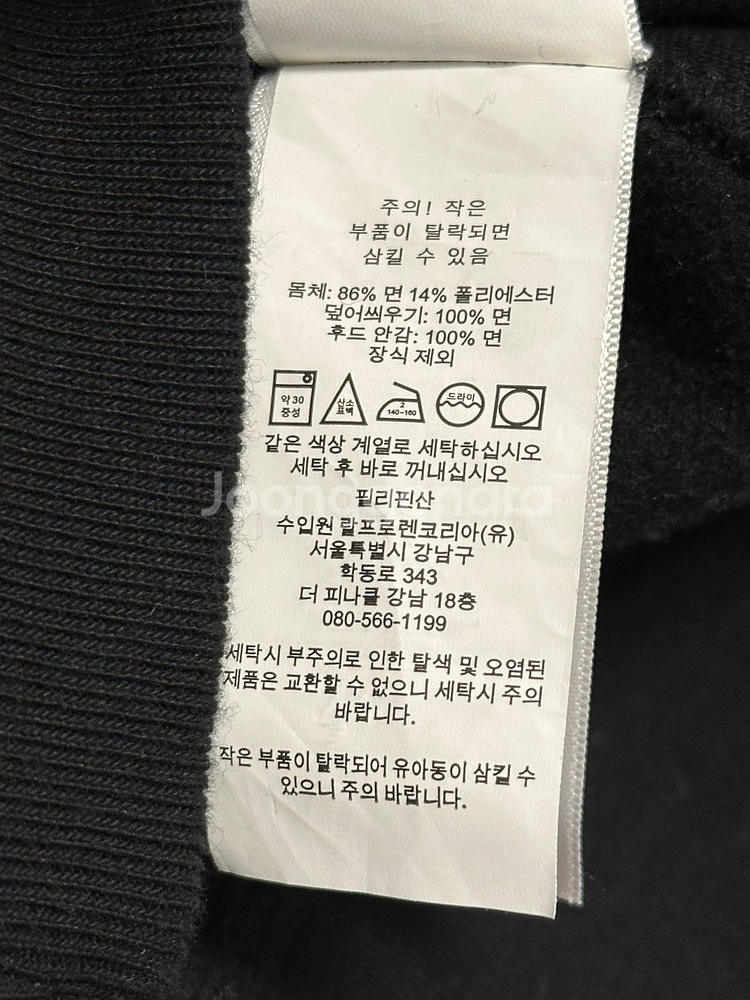 주의! 작은
부품이 탈락되면
삼킬 수 있음
몸체: 86% 면 14% 폴리에스터
덮어씌우기: 100% 면
후드 안감: 100% 면
장식 제외
약 30
중성
산소
표백
2
140~160
드라이
같은 색상 계열로 세탁하십시오
세탁 후 바로 꺼내십시오
필리핀산
수입원 랄프로렌코리아(유)
서울특별시 강남구
학동로 343
더 피나클 강남 18층
080-566-1199
세탁시 부주의로 인한 탈색 및 오염된
제품은 교환할 수 없으니 세탁시 주의
바랍니다.
작은 부품이 탈락되어 유아동이 삼킬 수
있으니 주의 바랍니다.